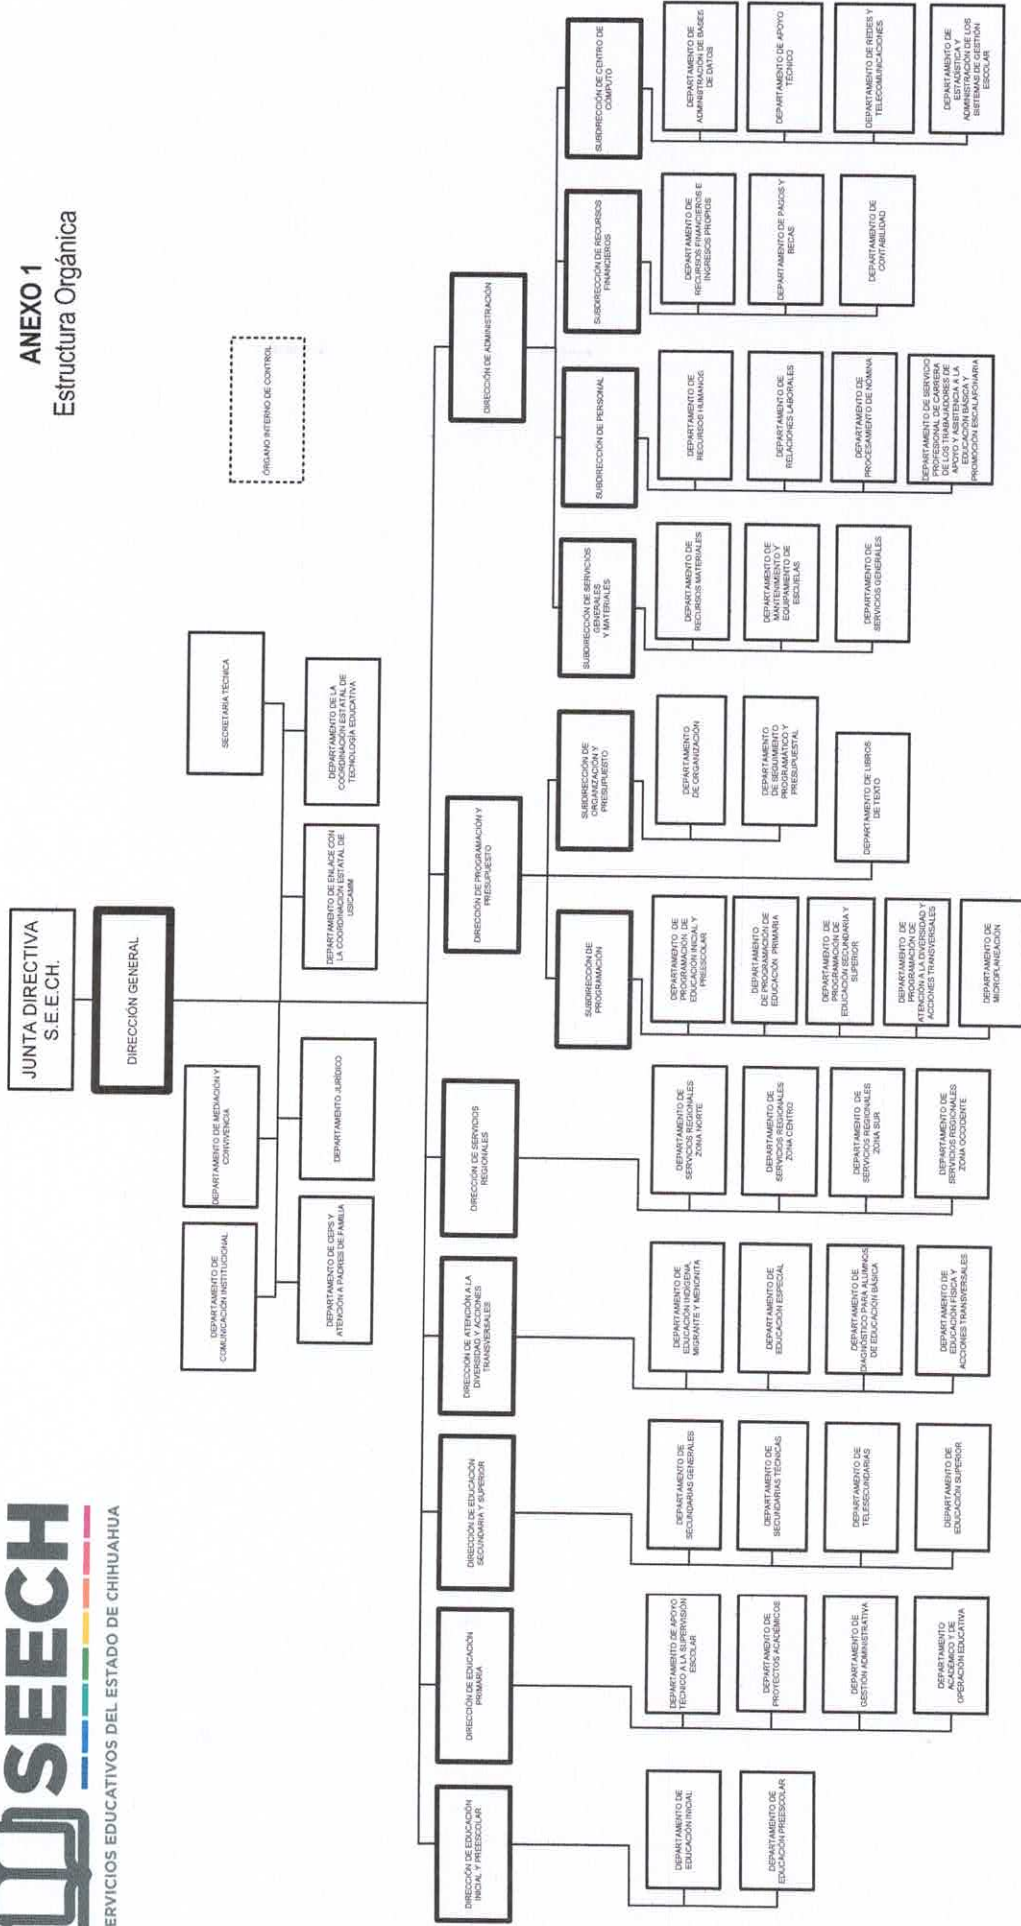 SEECH
ERVICIOS EDUCATIVOS DEL ESTADO DE CHIHUAHUA
ANEXO 1
Estructura Orgánica
JUNTA DIRECTIVA
S.E.E.CH.
DIRECCIÓN GENERAL
ÓRGANO INTERNO DE CONTROL
DEPARTAMENTO DE
COMUNICACIÓN INSTITUCIONAL
DEPARTAMENTO DE MEDIACIÓN Y
CONVIVENCIA
SECRETARIA TÉCNICA
DEPARTAMENTO DE CEPS Y
ATENCIÓN A PADRES DE FAMILIA
DEPARTAMENTO JURÍDICO
DEPARTAMENTO DE ENLACE CON
LA COORDINACIÓN ESTATAL DE
USICAMM
DEPARTAMENTO DE LA
COORDINACIÓN ESTATAL DE
TECNOLOGÍA EDUCATIVA
DIRECCIÓN DE EDUCACIÓN
INICIAL Y PREESCOLAR
DIRECCIÓN DE EDUCACIÓN
PRIMARIA
DIRECCIÓN DE EDUCACIÓN
SECUNDARIA Y SUPERIOR
DIRECCIÓN DE ATENCIÓN A LA
DIVERSIDAD Y ACCIONES
TRANSVERSALES
DIRECCIÓN DE SERVICIOS
REGIONALES
DIRECCIÓN DE PROGRAMACIÓN Y
PRESUPUESTO
DIRECCIÓN DE ADMINISTRACIÓN
SUBDIRECCIÓN DE
PROGRAMACIÓN
SUBDIRECCIÓN DE
ORGANIZACIÓN Y
PRESUPUESTO
SUBDIRECCIÓN DE SERVICIOS
GENERALES
Y MATERIALES
SUBDIRECCIÓN DE PERSONAL
SUBDIRECCIÓN DE RECURSOS
FINANCIEROS
SUBDIRECCIÓN DE CENTRO DE
CÓMPUTO
DEPARTAMENTO DE
EDUCACIÓN INICIAL
DEPARTAMENTO DE
EDUCACIÓN PREESCOLAR
DEPARTAMENTO DE APOYO
TÉCNICO A LA SUPERVISIÓN
ESCOLAR
DEPARTAMENTO DE
PROYECTOS ACADÉMICOS
DEPARTAMENTO DE
GESTIÓN ADMINISTRATIVA
DEPARTAMENTO
ACADÉMICO Y DE
OPERACIÓN EDUCATIVA
DEPARTAMENTO DE
SECUNDARIAS GENERALES
DEPARTAMENTO DE
SECUNDARIAS TÉCNICAS
DEPARTAMENTO DE
TELESECUNDARIAS
DEPARTAMENTO DE
EDUCACIÓN SUPERIOR
DEPARTAMENTO DE
EDUCACIÓN INDÍGENA,
MIGRANTE Y MENONITA
DEPARTAMENTO DE
EDUCACIÓN ESPECIAL
DEPARTAMENTO DE
DIAGNÓSTICO PARA ALUMNOS
DE EDUCACIÓN BÁSICA
DEPARTAMENTO DE
EDUCACIÓN FÍSICA Y
ACCIONES TRANSVERSALES
DEPARTAMENTO DE
SERVICIOS REGIONALES
ZONA NORTE
DEPARTAMENTO DE
SERVICIOS REGIONALES
ZONA CENTRO
DEPARTAMENTO DE
SERVICIOS REGIONALES
ZONA SUR
DEPARTAMENTO DE
SERVICIOS REGIONALES
ZONA OCCIDENTE
DEPARTAMENTO DE
PROGRAMACIÓN DE
EDUCACIÓN INICIAL Y
PREESCOLAR
DEPARTAMENTO
DE PROGRAMACIÓN DE
EDUCACIÓN PRIMARIA
DEPARTAMENTO DE
PROGRAMACIÓN DE
EDUCACIÓN SECUNDARIA Y
SUPERIOR
DEPARTAMENTO DE
PROGRAMACIÓN DE
ATENCIÓN A LA DIVERSIDAD Y
ACCIONES TRANSVERSALES
DEPARTAMENTO DE
MICROPLANEACIÓN
DEPARTAMENTO
DE ORGANIZACIÓN
DEPARTAMENTO
DE SEGUIMIENTO
PROGRAMÁTICO Y
PRESUPUESTAL
DEPARTAMENTO DE LIBROS
DE TEXTO
DEPARTAMENTO DE
RECURSOS MATERIALES
DEPARTAMENTO DE
MANTENIMIENTO Y
EQUIPAMIENTO DE
ESCUELAS
DEPARTAMENTO DE
SERVICIOS GENERALES
DEPARTAMENTO DE
RECURSOS HUMANOS
DEPARTAMENTO DE
RELACIONES LABORALES
DEPARTAMENTO DE
PROCESAMIENTO DE NOMINA
DEPARTAMENTO DE SERVICIO
PROFESIONAL DE CARRERA
DE LOS TRABAJADORES DE
APOYO Y ASISTENCIA A LA
EDUCACIÓN BÁSICA Y
PROMOCIÓN ESCALAFONARIA
DEPARTAMENTO DE
RECURSOS FINANCIEROS E
INGRESOS PROPIOS
DEPARTAMENTO DE PAGOS Y
BECAS
DEPARTAMENTO DE
CONTABILIDAD
DEPARTAMENTO DE
ADMINISTRACIÓN DE BASES
DE DATOS
DEPARTAMENTO DE APOYO
TÉCNICO
DEPARTAMENTO DE REDES Y
TELECOMUNICACIONES
DEPARTAMENTO DE
ESTADÍSTICA Y
ADMINISTRACIÓN DE LOS
SISTEMAS DE GESTIÓN
ESCOLAR